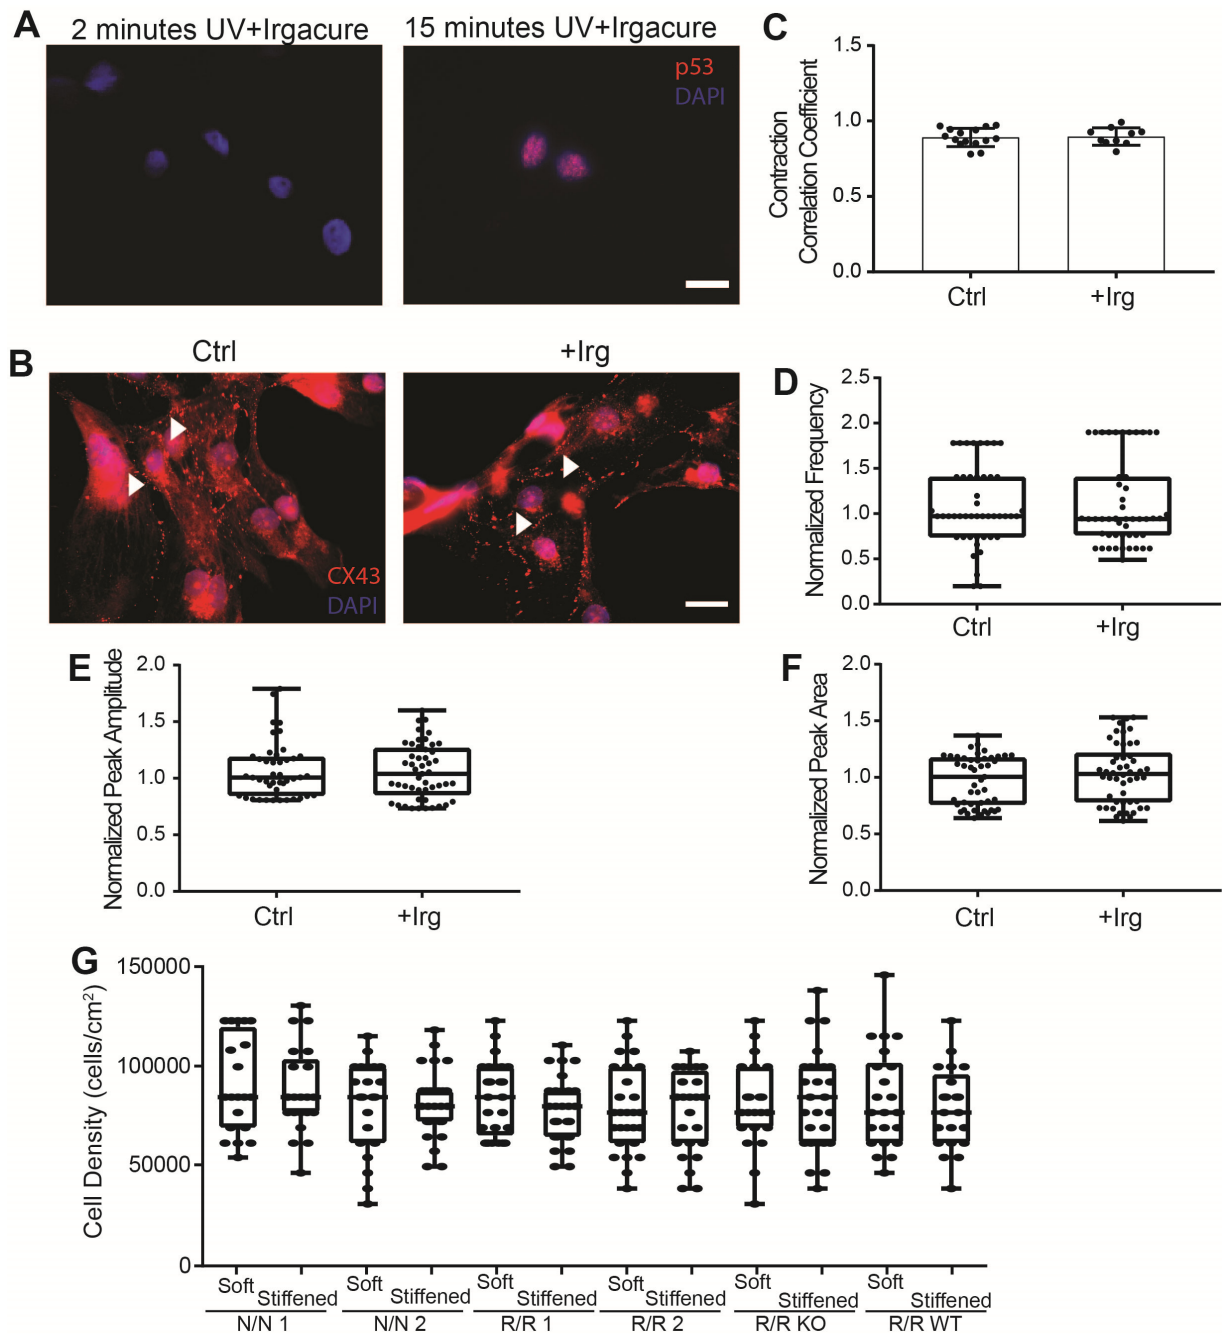 A
2 minutes UV+Irgacure
15 minutes UV+Irgacure
p53
DAPI
C
Contraction
Correlation Coefficient
1.5
1.0
0.5
0.0
Ctrl
+Irg
B
Ctrl
+Irg
CX43
DAPI
D
Normalized Frequency
2.5
2.0
1.5
1.0
0.5
0.0
Ctrl
+Irg
E
Normalized Peak Amplitude
2.0
1.5
1.0
0.5
0.0
Ctrl
+Irg
F
Normalized Peak Area
2.0
1.5
1.0
0.5
0.0
Ctrl
+Irg
G
Cell Density (cells/cm²)
150000
100000
50000
0
Soft Stiffened Soft Stiffened Soft Stiffened Soft Stiffened Soft Stiffened Soft Stiffened
N/N 1 N/N 2 R/R 1 R/R 2 R/R KO R/R WT